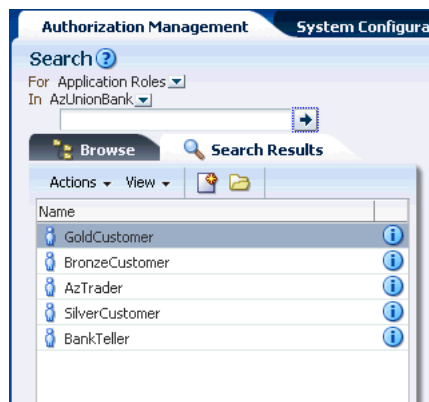 Authorization Management System Configura
Search
For Application Roles
In AzUnionBank
Browse Search Results
Actions View
Name
GoldCustomer
BronzeCustomer
AzTrader
SilverCustomer
BankTeller